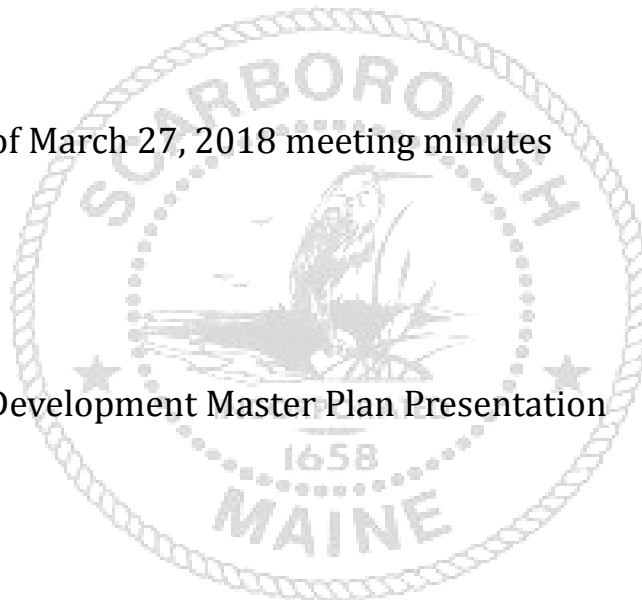 SCARBOROUGH
of March 27, 2018 meeting minutes
Development Master Plan Presentation
1658
MAINE